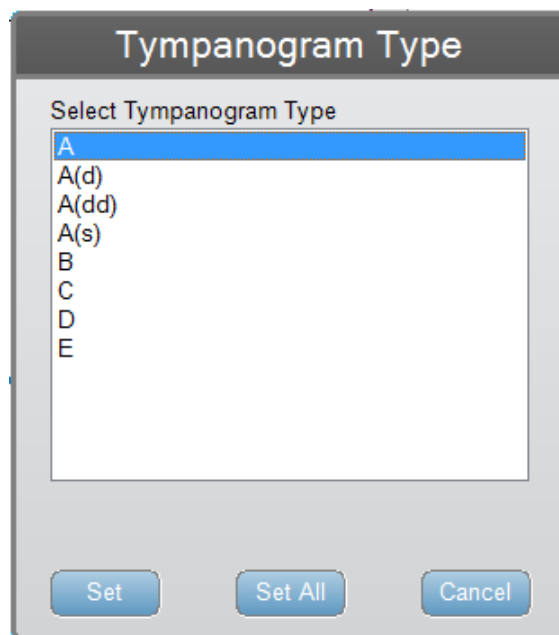 Tympanogram Type
Select Tympanogram Type
A
A(d)
A(dd)
A(s)
B
C
D
E
Set Set All Cancel